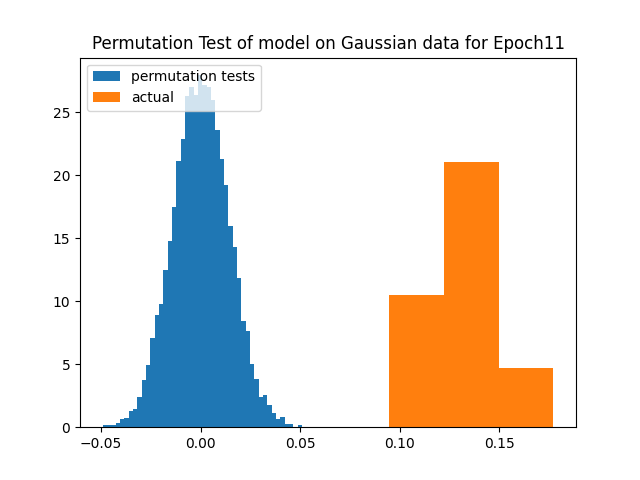 Permutation Test of model on Gaussian data for Epoch11
permutation tests
actual
25
20
15
10
5
0
−0.05 0.00 0.05 0.10 0.15